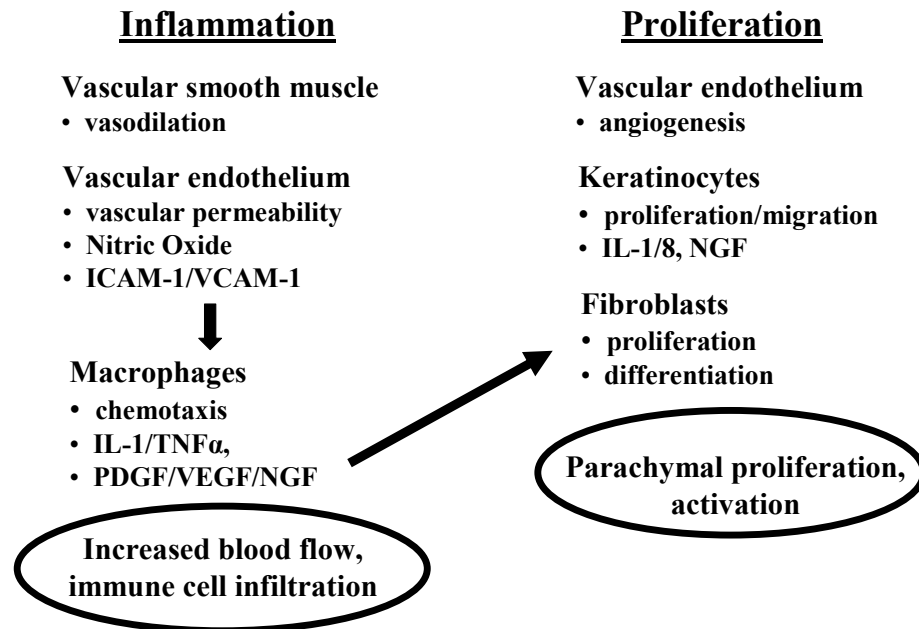 Inflammation
Vascular smooth muscle
• vasodilation
Vascular endothelium
• vascular permeability
• Nitric Oxide
• ICAM-1/VCAM-1
Macrophages
• chemotaxis
• IL-1/TNFα,
• PDGF/VEGF/NGF
Increased blood flow,
immune cell infiltration
Proliferation
Vascular endothelium
• angiogenesis
Keratinocytes
• proliferation/migration
• IL-1/8, NGF
Fibroblasts
• proliferation
• differentiation
Parachymal proliferation,
activation